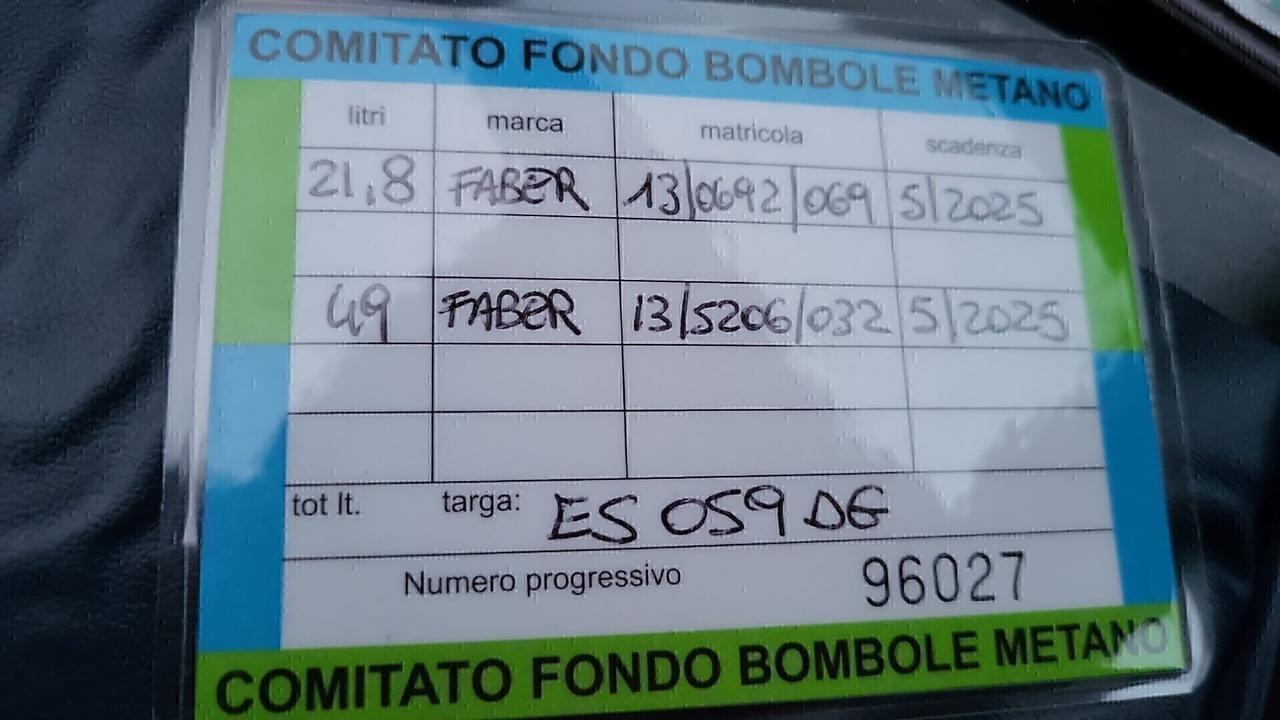 COMITATO FONDO BOMBOLE METANO
litri marca matricola scadenza
21,8 FABER 13/0692/069 5/2025
49 FABER 13/5206/032 5/2025
tot lt. targa: ES 059 DG
Numero progressivo 96027
COMITATO FONDO BOMBOLE METANO